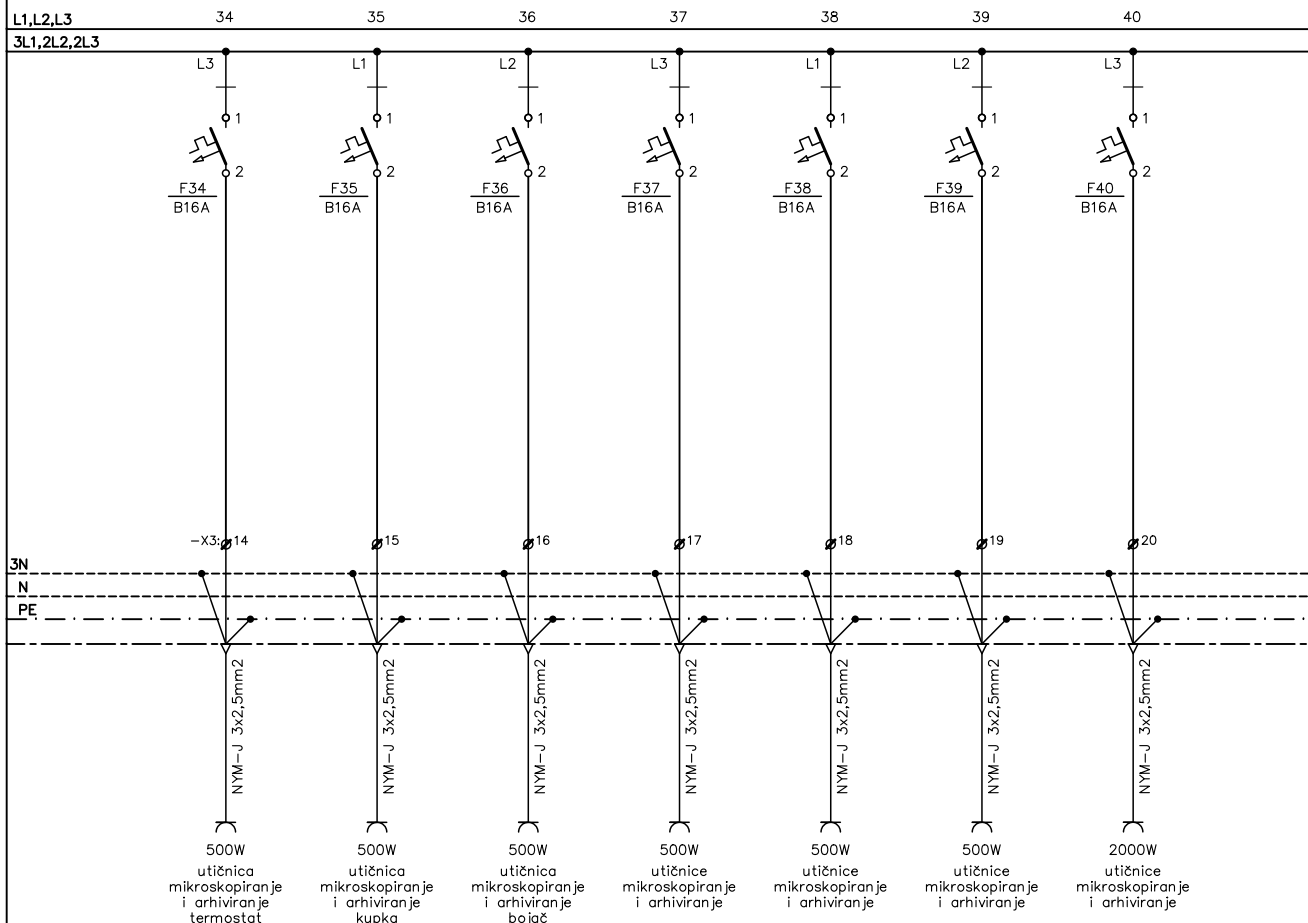 L1,L2,L3 34 35 36 37 38 39 40
3L1,2L2,2L3
L3 L1 L2 L3 L1 L2 L3
1 1 1 1 1 1 1
2 2 2 2 2 2 2
F34 F35 F36 F37 F38 F39 F40
B16A B16A B16A B16A B16A B16A B16A
-X3: 14 15 16 17 18 19 20
3N
N
PE
NYM-J 3x2,5mm2 NYM-J 3x2,5mm2 NYM-J 3x2,5mm2 NYM-J 3x2,5mm2 NYM-J 3x2,5mm2 NYM-J 3x2,5mm2 NYM-J 3x2,5mm2
500W 500W 500W 500W 500W 500W 2000W
utičnica utičnica utičnica utičnice utičnice utičnice utičnice
mikroskopiranje mikroskopiranje mikroskopiranje mikroskopiranje mikroskopiranje mikroskopiranje mikroskopiranje
i arhiviranje i arhiviranje i arhiviranje i arhiviranje i arhiviranje i arhiviranje i arhiviranje
termostat kupka bojač